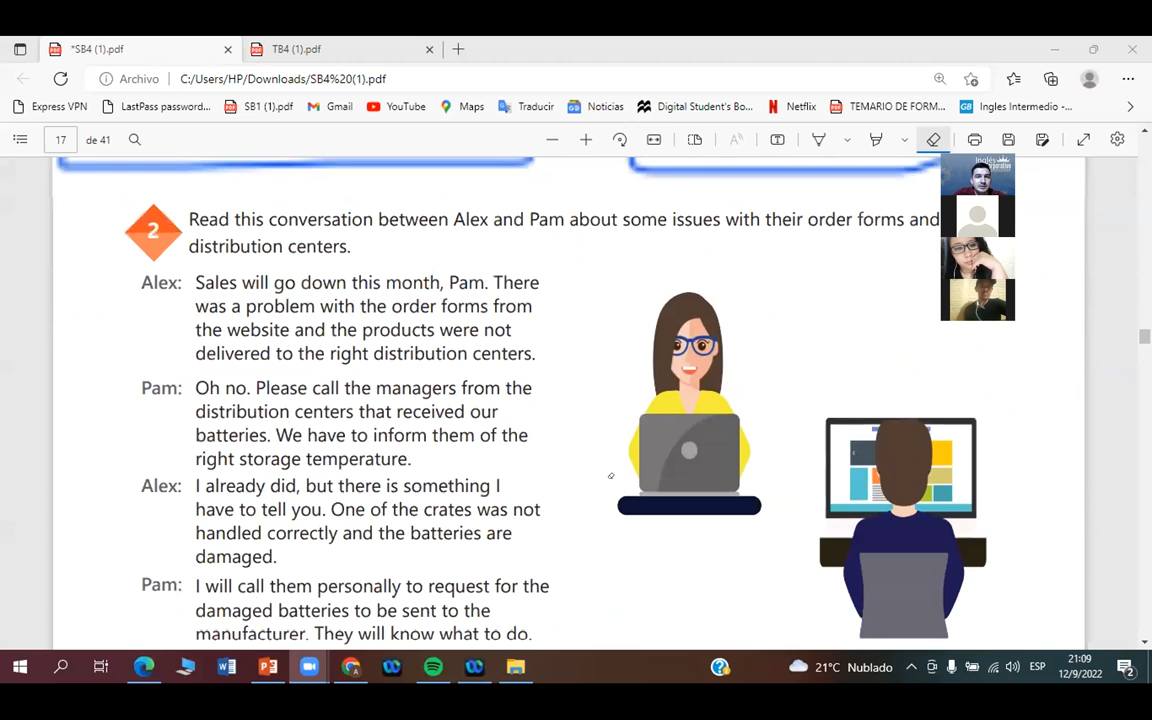 *SB4 (1).pdf
TB4 (1).pdf
Archivo
C:/Users/HP/Downloads/SB4%20(1).pdf
Express VPN
LastPass password...
SB1 (1).pdf
Gmail
YouTube
Maps
Traducir
Noticias
Digital Student's Bo...
Netflix
TEMARIO DE FORM...
Ingles Intermedio –...
17
de 41
Inglés
corporativo
2
Read this conversation between Alex and Pam about some issues with their order forms and
distribution centers.
Alex: Sales will go down this month, Pam. There
was a problem with the order forms from
the website and the products were not
delivered to the right distribution centers.
Pam: Oh no. Please call the managers from the
distribution centers that received our
batteries. We have to inform them of the
right storage temperature.
Alex: I already did, but there is something I
have to tell you. One of the crates was not
handled correctly and the batteries are
damaged.
Pam: I will call them personally to request for the
damaged batteries to be sent to the
manufacturer. They will know what to do.
21°C Nublado
ESP
21:09
12/9/2022
2